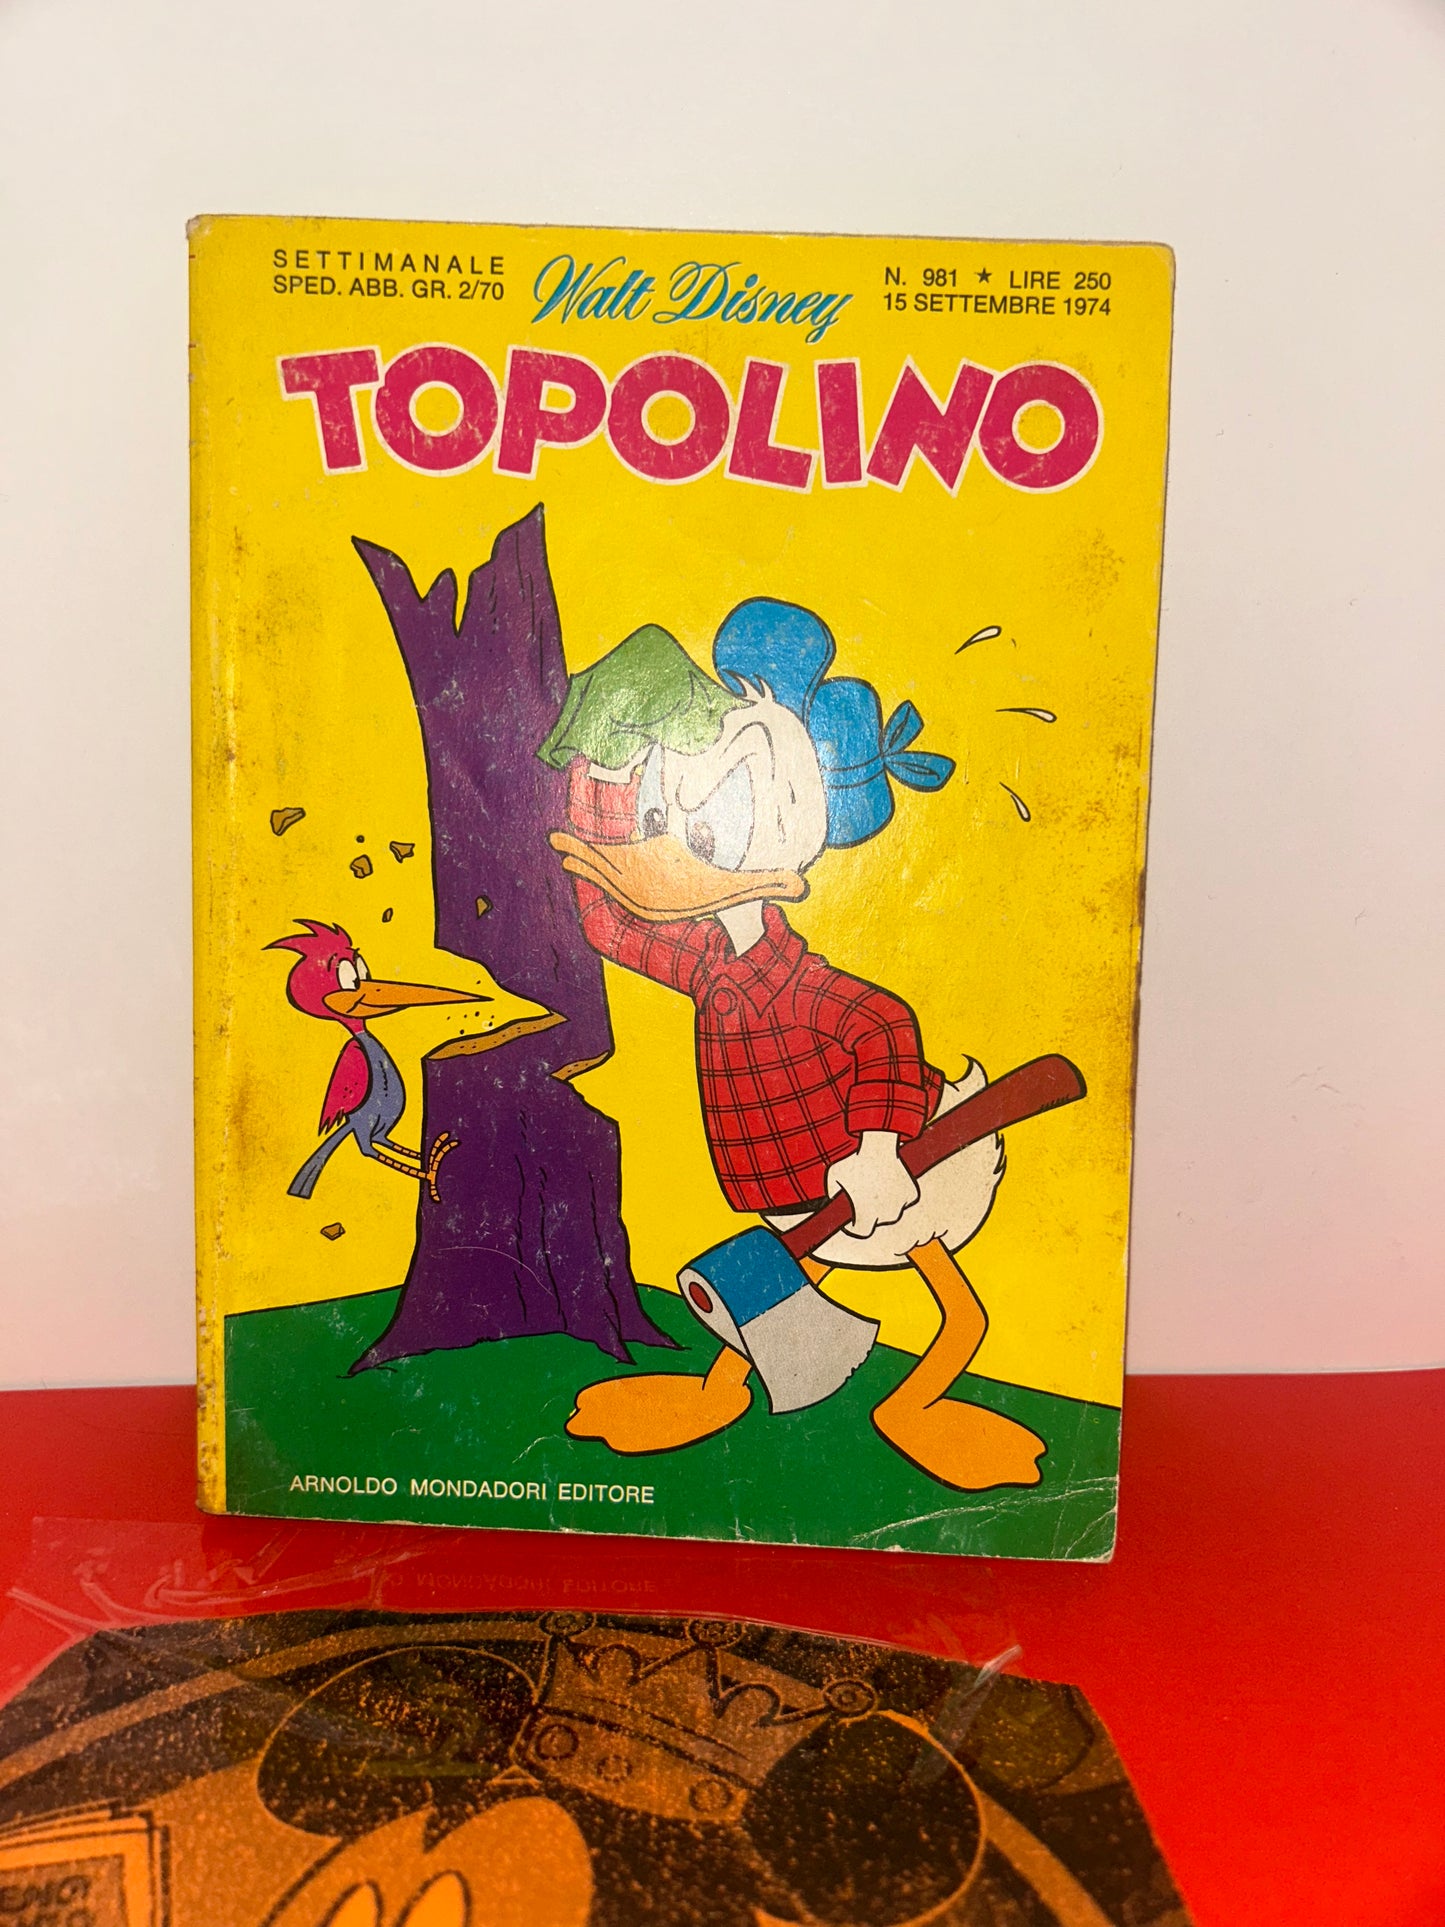 SETTIMANALE
SPED. ABB. GR. 2/70
Walt Disney
N. 981 ★ LIRE 250
15 SETTEMBRE 1974
TOPOLINO
ARNOLDO MONDADORI EDITORE